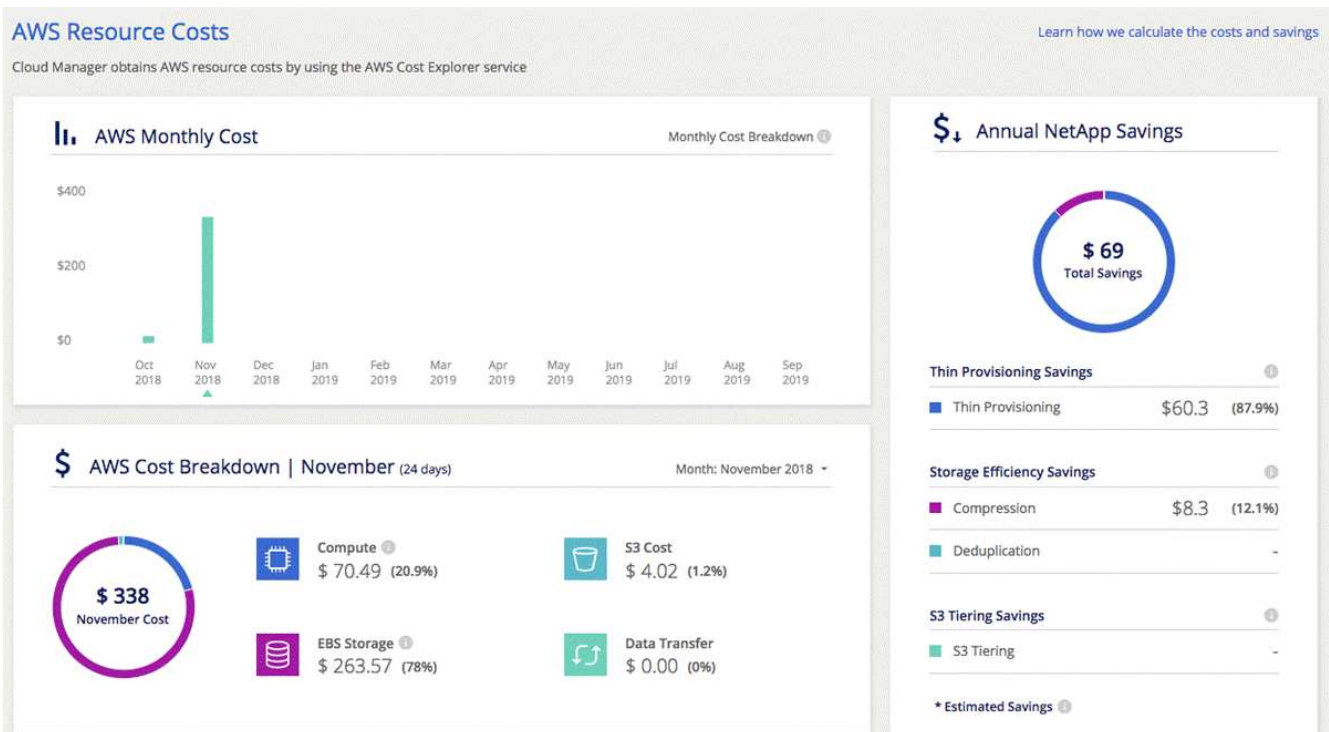 AWS Resource Costs
Learn how we calculate the costs and savings
Cloud Manager obtains AWS resource costs by using the AWS Cost Explorer service
AWS Monthly Cost
Monthly Cost Breakdown
$400
$200
$0
Oct Nov Dec Jan Feb Mar Apr May Jun Jul Aug Sep
2018 2018 2018 2019 2019 2019 2019 2019 2019 2019 2019 2019
AWS Cost Breakdown | November (24 days)
Month: November 2018
$ 338
November Cost
Compute
$ 70.49 (20.9%)
S3 Cost
$ 4.02 (1.2%)
EBS Storage
$ 263.57 (78%)
Data Transfer
$ 0.00 (0%)
Annual NetApp Savings
$ 69
Total Savings
Thin Provisioning Savings
Thin Provisioning $60.3 (87.9%)
Storage Efficiency Savings
Compression $8.3 (12.1%)
Deduplication -
S3 Tiering Savings
S3 Tiering -
* Estimated Savings